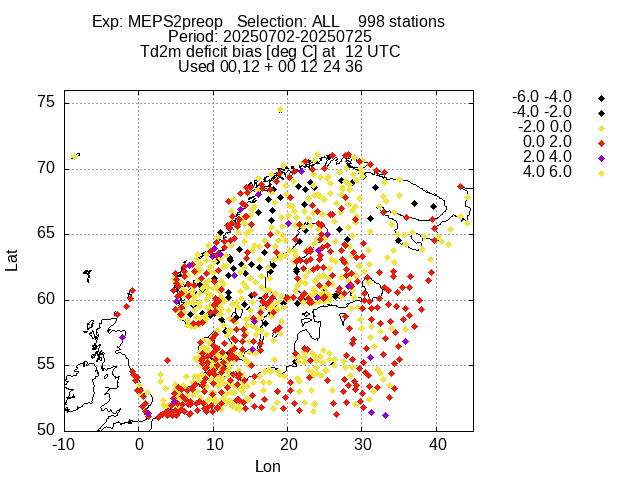 Exp: MEPS2preop   Selection: ALL    998 stations
Period: 20250702-20250725
Td2m deficit bias [deg C] at  12 UTC
Used 00,12 + 00 12 24 36
-6.0 -4.0
-4.0 -2.0
-2.0 0.0
0.0 2.0
2.0 4.0
4.0 6.0
75
70
65
60
55
50
Lat
-10 0 10 20 30 40
Lon